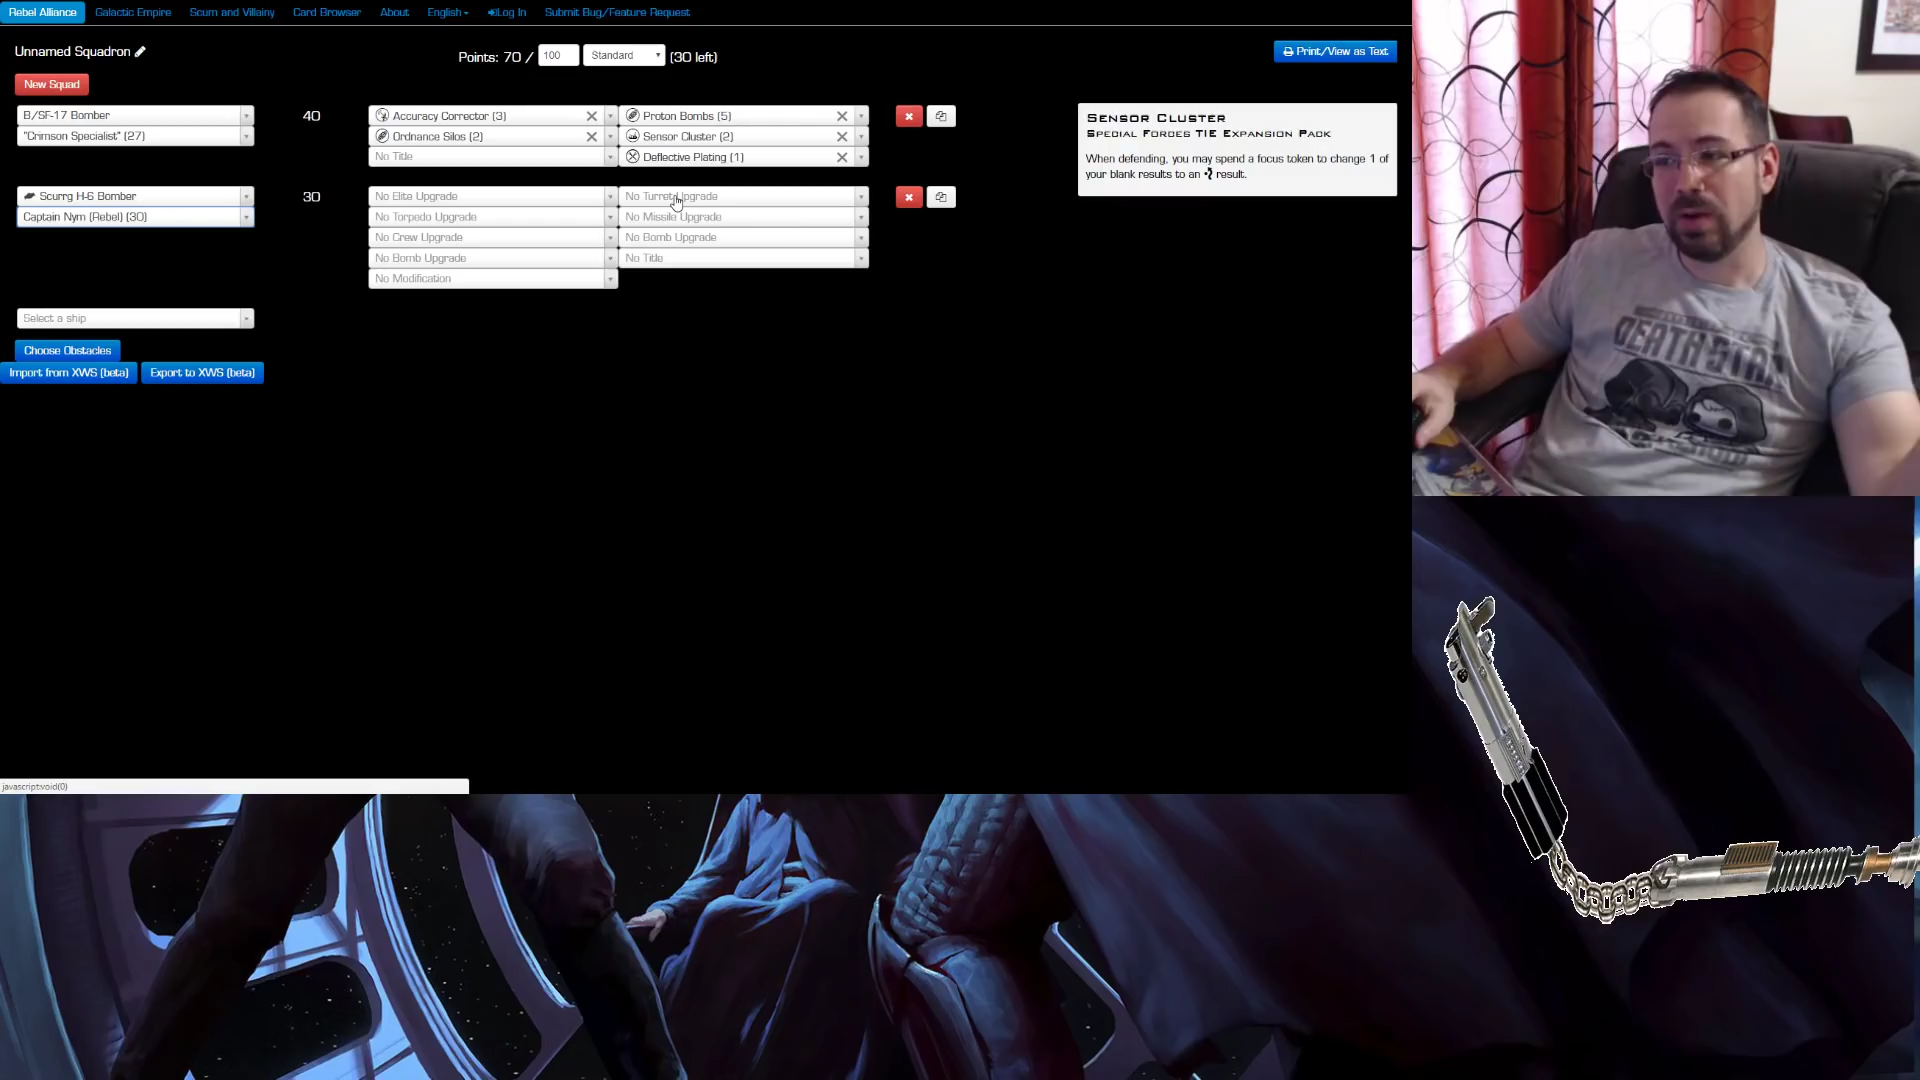 Rebel Alliance Galactic Empire Scum and Villainy Card Browser About English Log In Submit Bug/Feature Request
Unnamed Squadron
Points: 70 / 100 Standard (30 left)
Print/View as Text
New Squad
B/SF-17 Bomber
"Crimson Specialist" (27)
40
Accuracy Corrector (3)
Proton Bombs (5)
Ordnance Silos (2)
Sensor Cluster (2)
No Title
Deflective Plating (1)
Sensor Cluster
Special Forces TIE Expansion Pack
When defending, you may spend a focus token to change 1 of
your blank results to an result.
Scurrg H-6 Bomber
Captain Nym (Rebel) (30)
30
No Elite Upgrade
No Turret Upgrade
No Torpedo Upgrade
No Missile Upgrade
No Crew Upgrade
No Bomb Upgrade
No Bomb Upgrade
No Title
No Modification
Select a ship
Choose Obstacles
Import from XWS (beta)
Export to XWS (beta)
javascript:void(0)
DEATH STAR